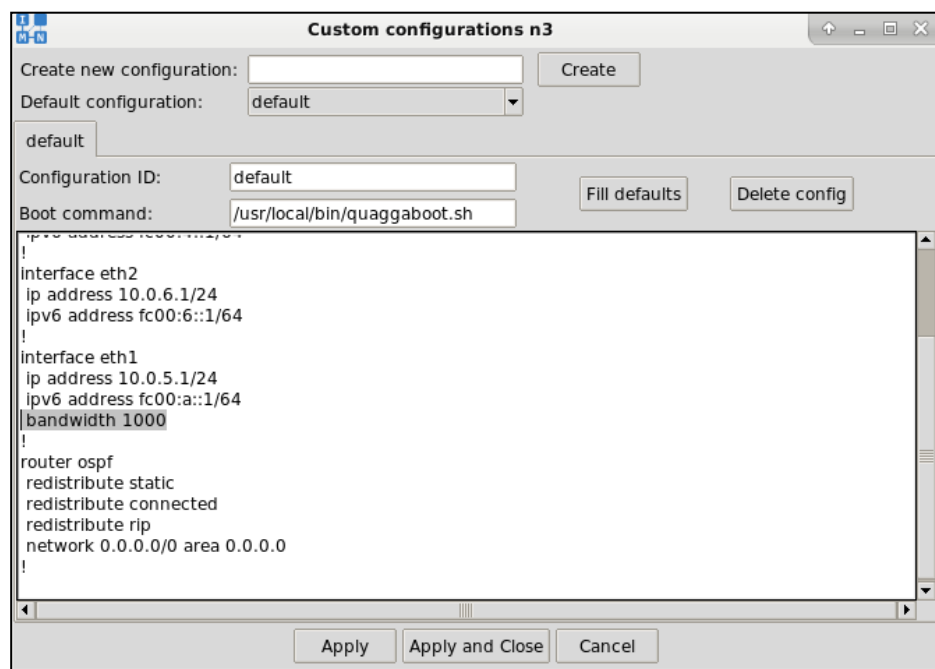 I
M-N
Custom configurations n3
Create new configuration:
Create
Default configuration:
default
default
Configuration ID:
default
Fill defaults
Delete config
Boot command:
/usr/local/bin/quaggaboot.sh
!
interface eth2
ip address 10.0.6.1/24
ipv6 address fc00:6::1/64
!
interface eth1
ip address 10.0.5.1/24
ipv6 address fc00:a::1/64
bandwidth 1000
!
router ospf
redistribute static
redistribute connected
redistribute rip
network 0.0.0.0/0 area 0.0.0.0
!
Apply
Apply and Close
Cancel